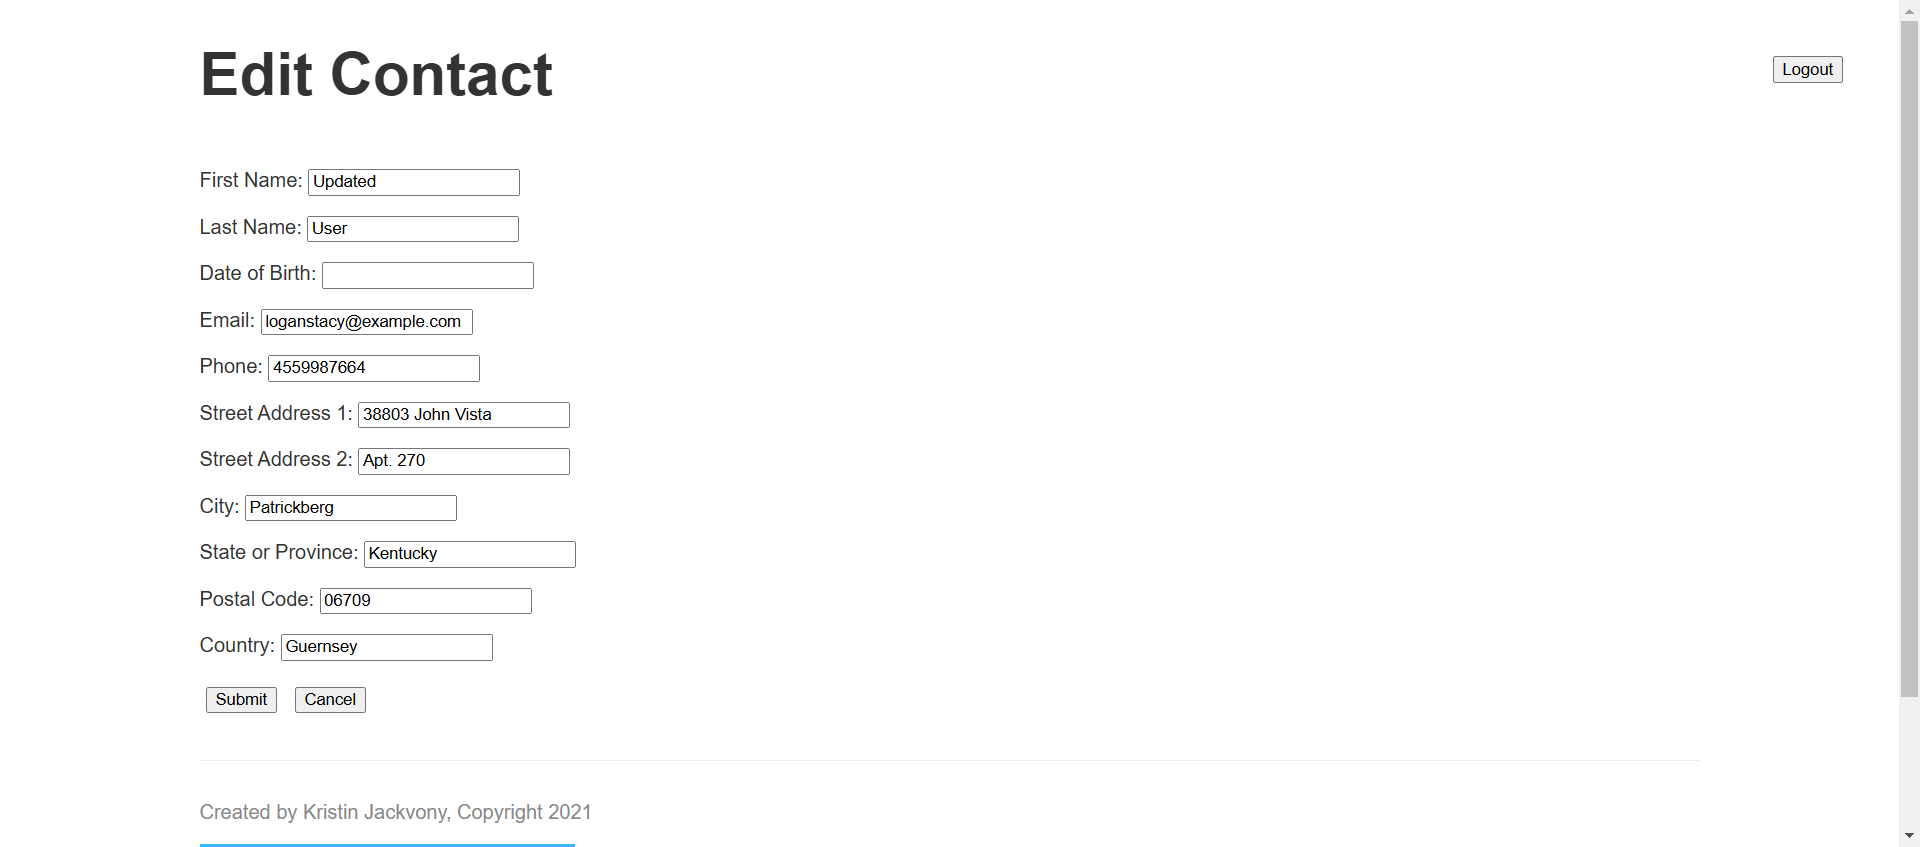 Edit Contact
Logout
First Name: Updated
Last Name: User
Date of Birth:
Email: loganstacy@example.com
Phone: 4559987664
Street Address 1: 38803 John Vista
Street Address 2: Apt. 270
City: Patrickberg
State or Province: Kentucky
Postal Code: 06709
Country: Guernsey
Submit Cancel
Created by Kristin Jackvony, Copyright 2021